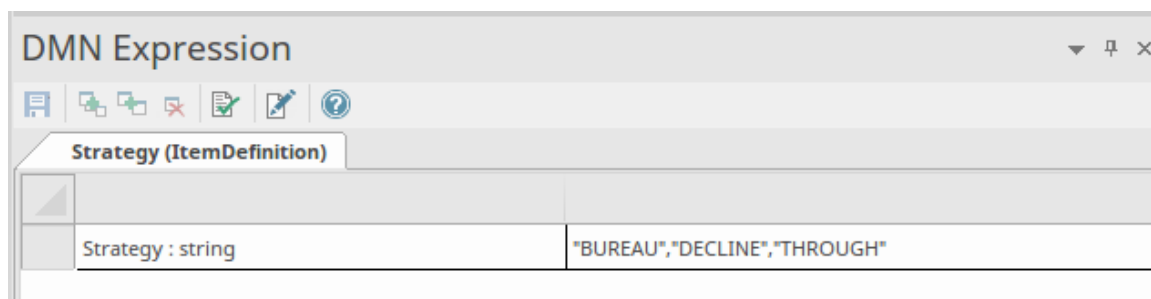 DMN Expression
Strategy (ItemDefinition)
Strategy : string "BUREAU","DECLINE","THROUGH"